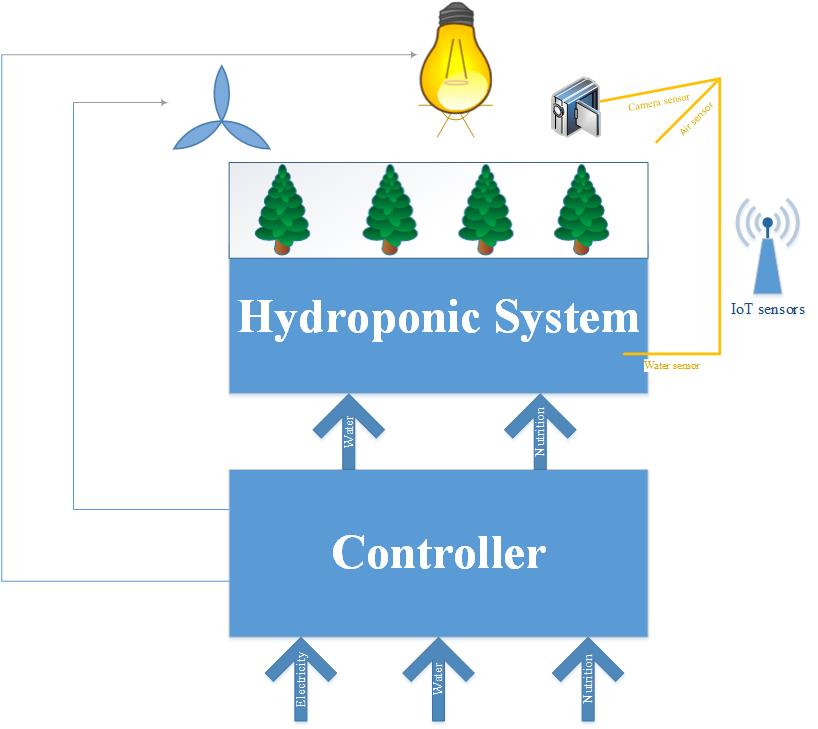 Camera sensor
Air sensor
IoT sensors
Hydroponic System
Water sensor
Water
Nutrition
Controller
Electricity
Water
Nutrition